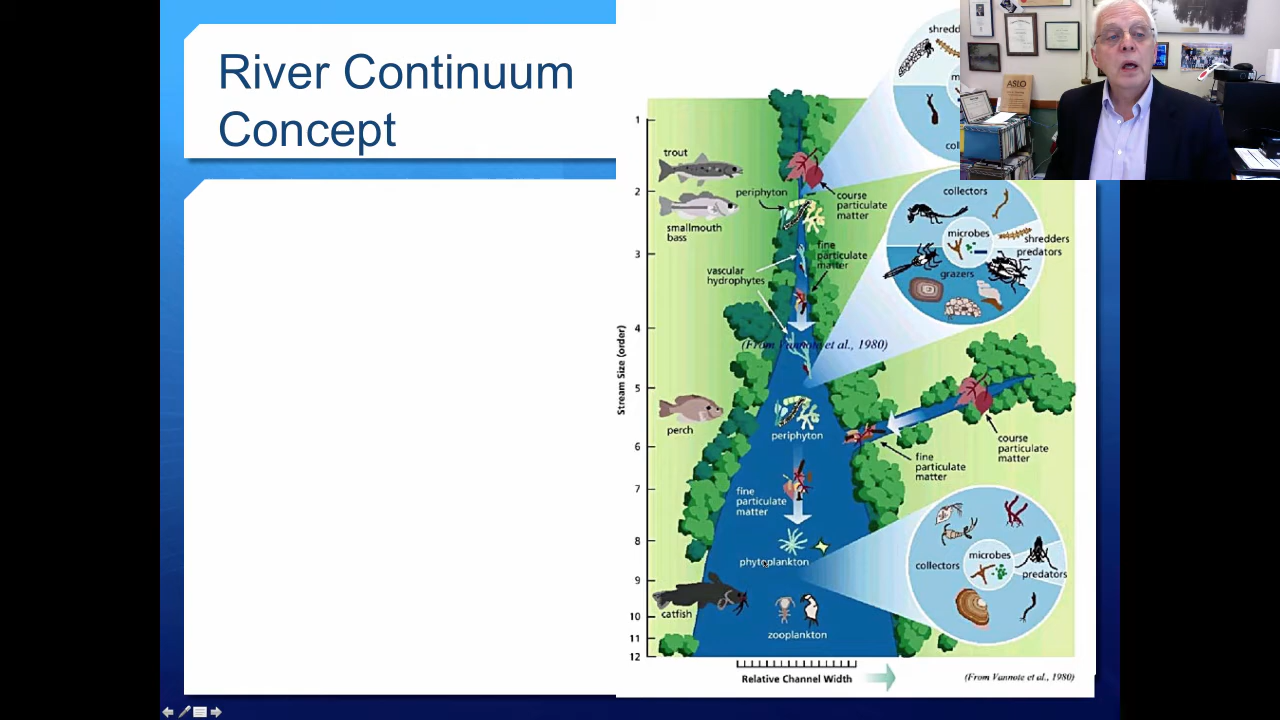 River Continuum
Concept
shredd
ASLO
col
1
trout
2
periphyton
course
particulate
matter
smallmouth
bass
3
fine
particulate
matter
vascular
hydrophytes
collectors
microbes
shredders
predators
grazers
4
(From Vannote et al., 1980)
Stream Size (order)
5
perch
periphyton
6
course
particulate
matter
fine
particulate
matter
7
fine
particulate
matter
8
phytoplankton
collectors
microbes
predators
9
catfish
10
zooplankton
11
12
Relative Channel Width
(From Vannote et al., 1980)